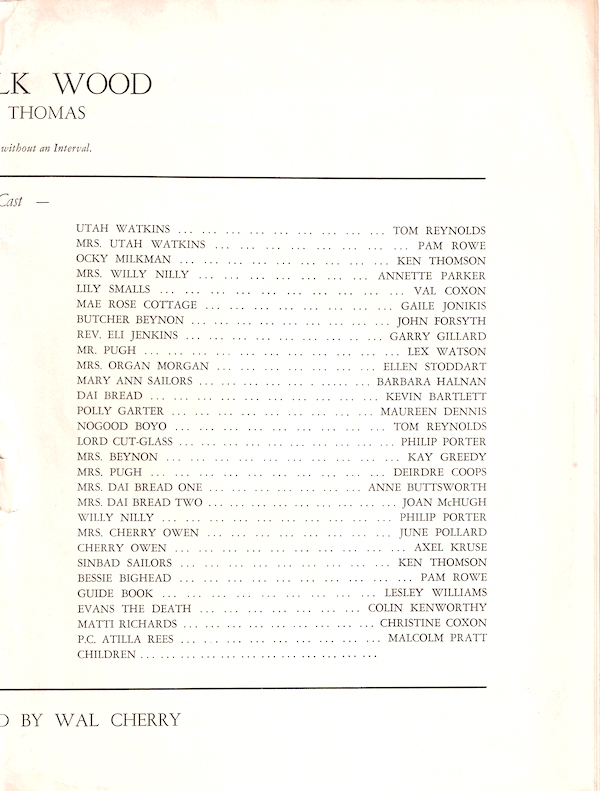 LK WOOD
THOMAS
without an Interval.
Cast —
UTAH WATKINS ... ... ... ... ... ... ... ... ... TOM REYNOLDS
MRS. UTAH WATKINS ... ... ... ... ... ... ... ... PAM ROWE
OCKY MILKMAN ... ... ... ... ... ... ... ... ... KEN THOMSON
MRS. WILLY NILLY ... ... ... ... ... ... ... ANNETTE PARKER
LILY SMALLS ... ... ... ... ... ... ... ... ... ... VAL COXON
MAE ROSE COTTAGE ... ... ... ... ... ... ... ... GAILE JONIKIS
BUTCHER BEYNON ... ... ... ... ... ... ... ... ... JOHN FORSYTH
REV. ELI JENKINS ... ... ... ... ... ... ... .. ... GARRY GILLARD
MR. PUGH ... ... ... ... ... ... ... ... ... ... ... LEX WATSON
MRS. ORGAN MORGAN ... ... ... ... ... ... ... ELLEN STODDART
MARY ANN SAILORS ... ... ... ... ... . ..... ... BARBARA HALNAN
DAI BREAD ... ... ... ... ... ... ... ... ... ... KEVIN BARTLETT
POLLY GARTER ... ... ... ... ... ... ... ... ... MAUREEN DENNIS
NOGOOD BOYO ... ... ... ... ... ... ... ... ... TOM REYNOLDS
LORD CUT-GLASS ... ... ... ... ... ... ... ... ... PHILIP PORTER
MRS. BEYNON ... ... ... ... ... ... ... ... ... ... KAY GREEDY
MRS. PUGH ... ... ... ... ... ... ... ... ... ... DEIRDRE COOPS
MRS. DAI BREAD ONE ... ... ... ... ... ... ... ANNE BUTTSWORTH
MRS. DAI BREAD TWO ... ... ... ... ... ... ... ... JOAN McHUGH
WILLY NILLY ... ... ... ... ... ... ... ... ... ... PHILIP PORTER
MRS. CHERRY OWEN ... ... ... ... ... ... ... ... JUNE POLLARD
CHERRY OWEN ... ... ... ... ... ... ... ... ... ... AXEL KRUSE
SINBAD SAILORS ... ... ... ... ... ... ... ... ... KEN THOMSON
BESSIE BIGHEAD ... ... ... ... ... ... ... ... ... ... PAM ROWE
GUIDE BOOK ... ... ... ... ... ... ... ... ... LESLEY WILLIAMS
EVANS THE DEATH ... ... ... ... ... ... ... COLIN KENWORTHY
MATTI RICHARDS ... ... ... ... ... ... ... ... CHRISTINE COXON
P.C. ATILLA REES ... ... ... ... ... ... ... ... ... MALCOLM PRATT
CHILDREN ... ... ... ... ... ... ... ... ... ... ... ...
D BY WAL CHERRY